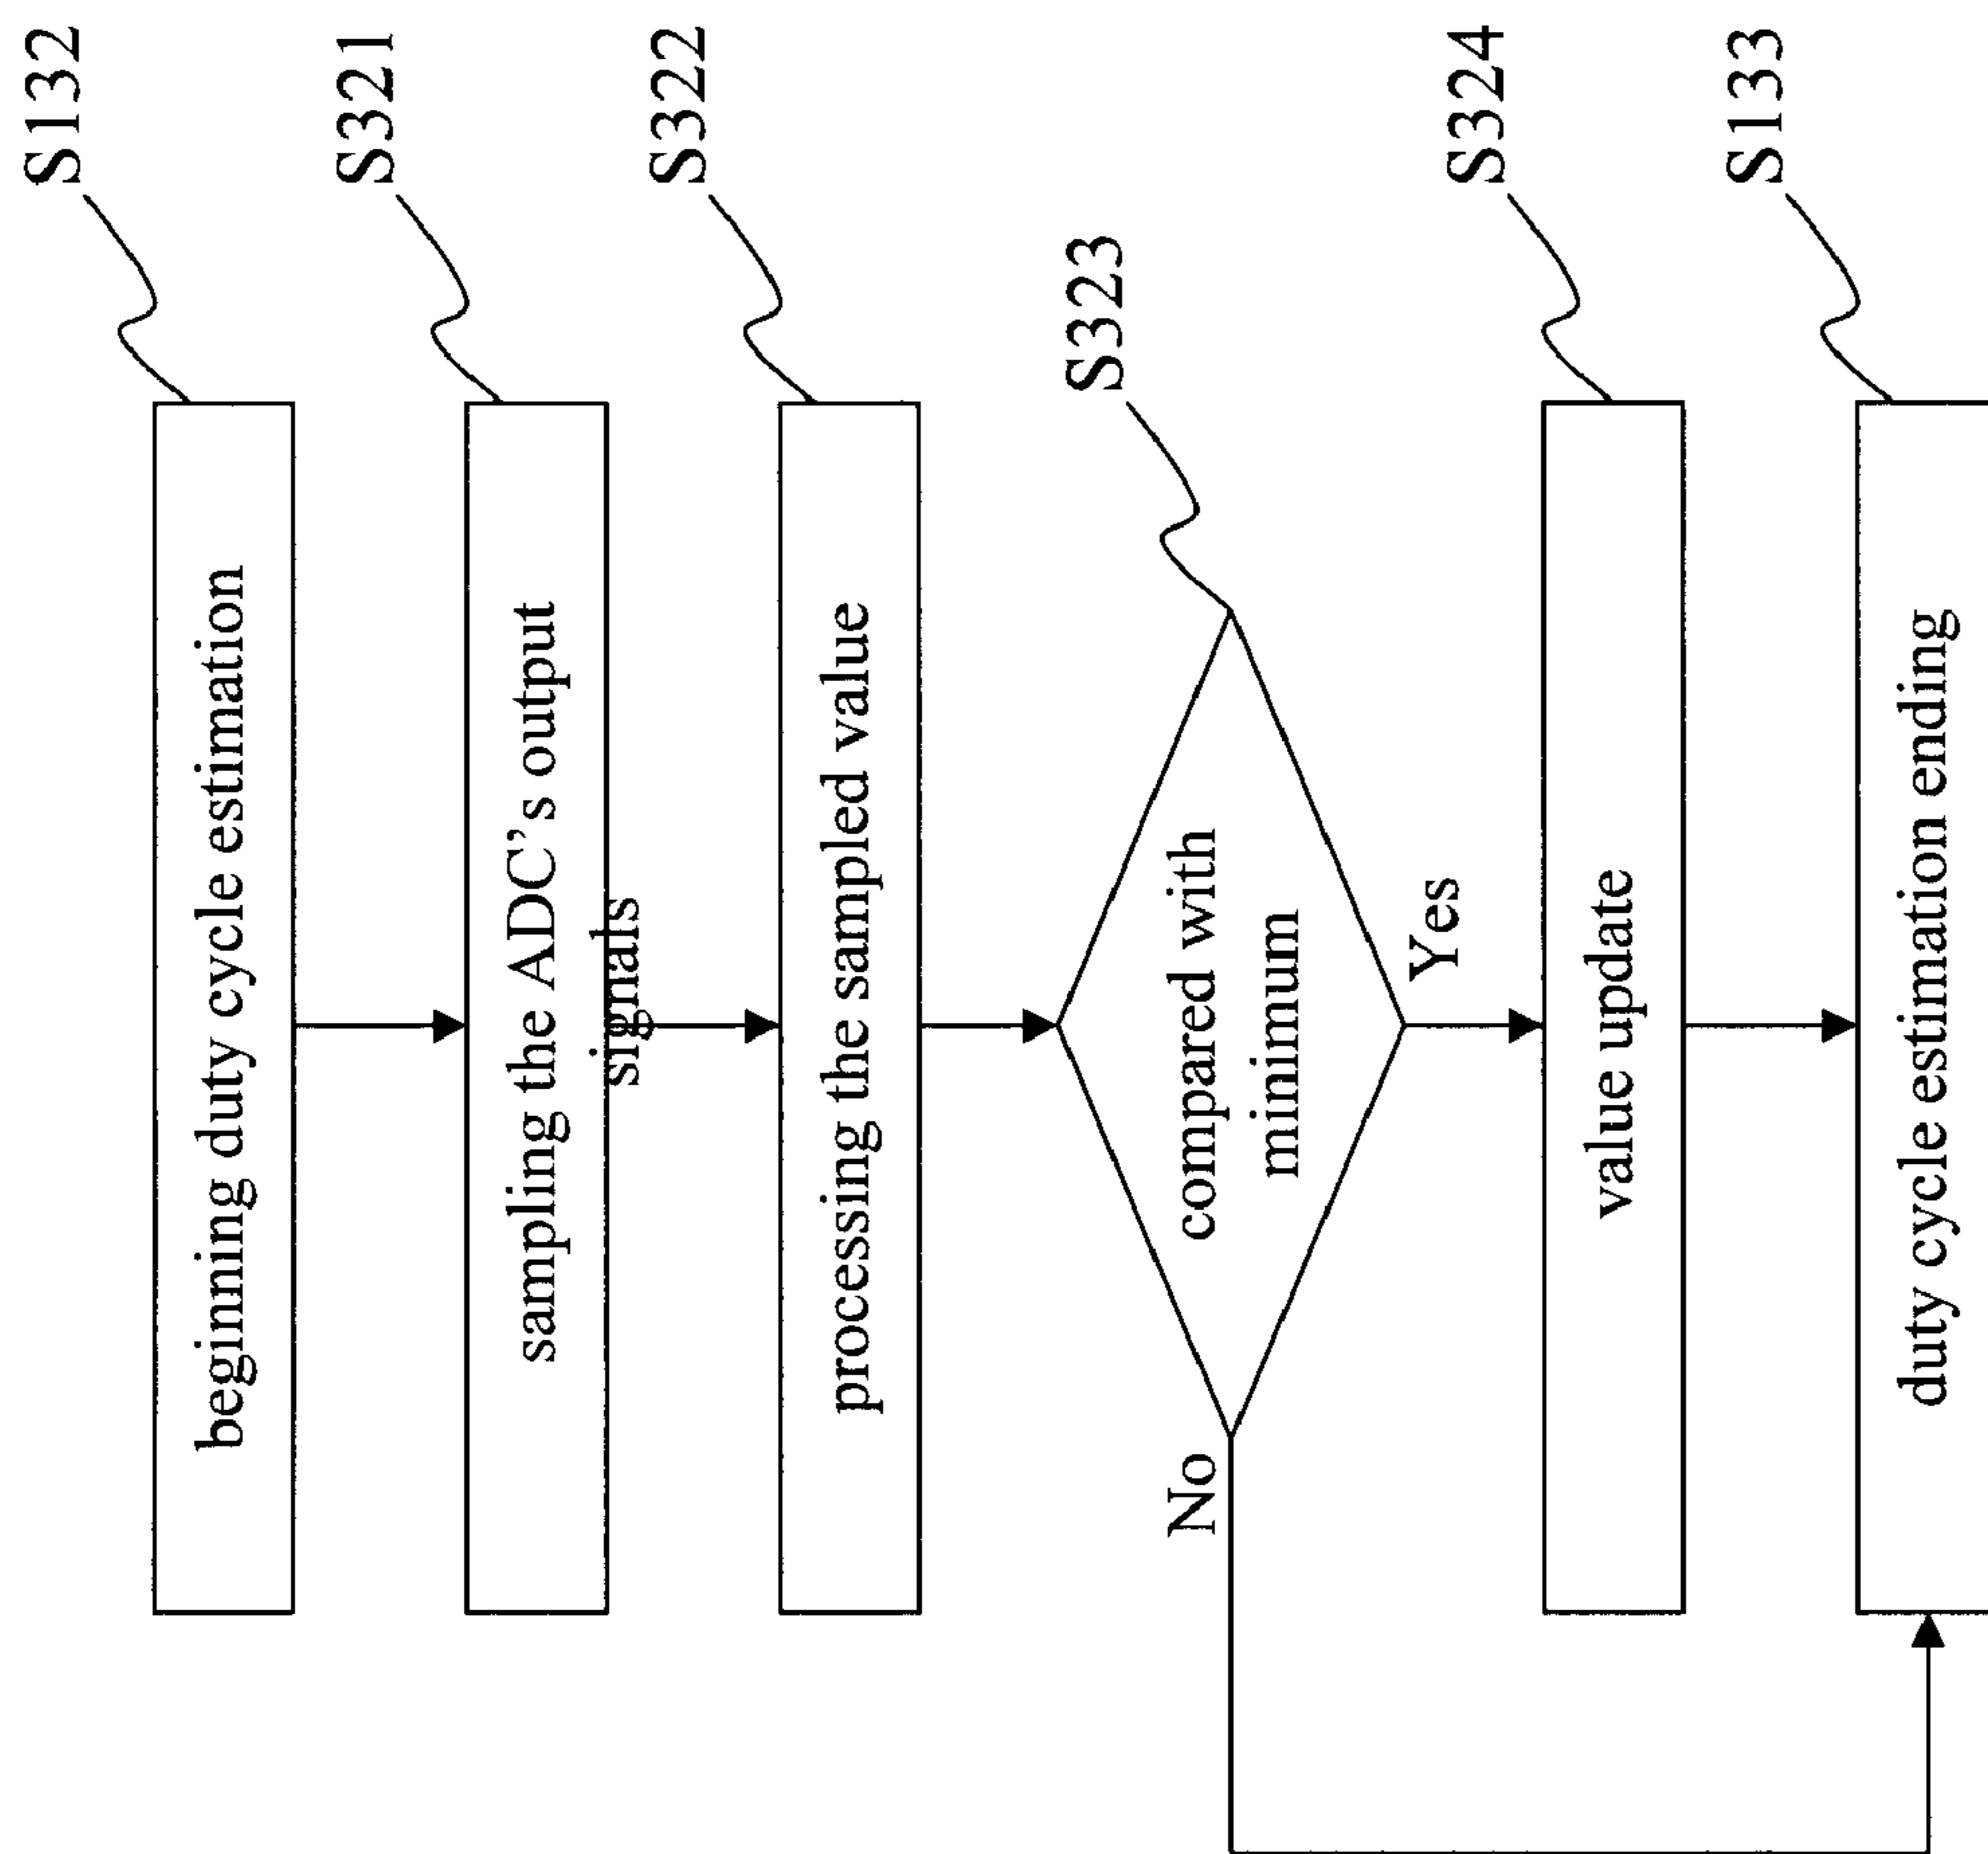 S132
beginning duty cycle estimation
S321
sampling the ADC's output
signals
S322
processing the sampled value
S323
compared with
minimum
No
Yes
S324
value update
S133
duty cycle estimation ending